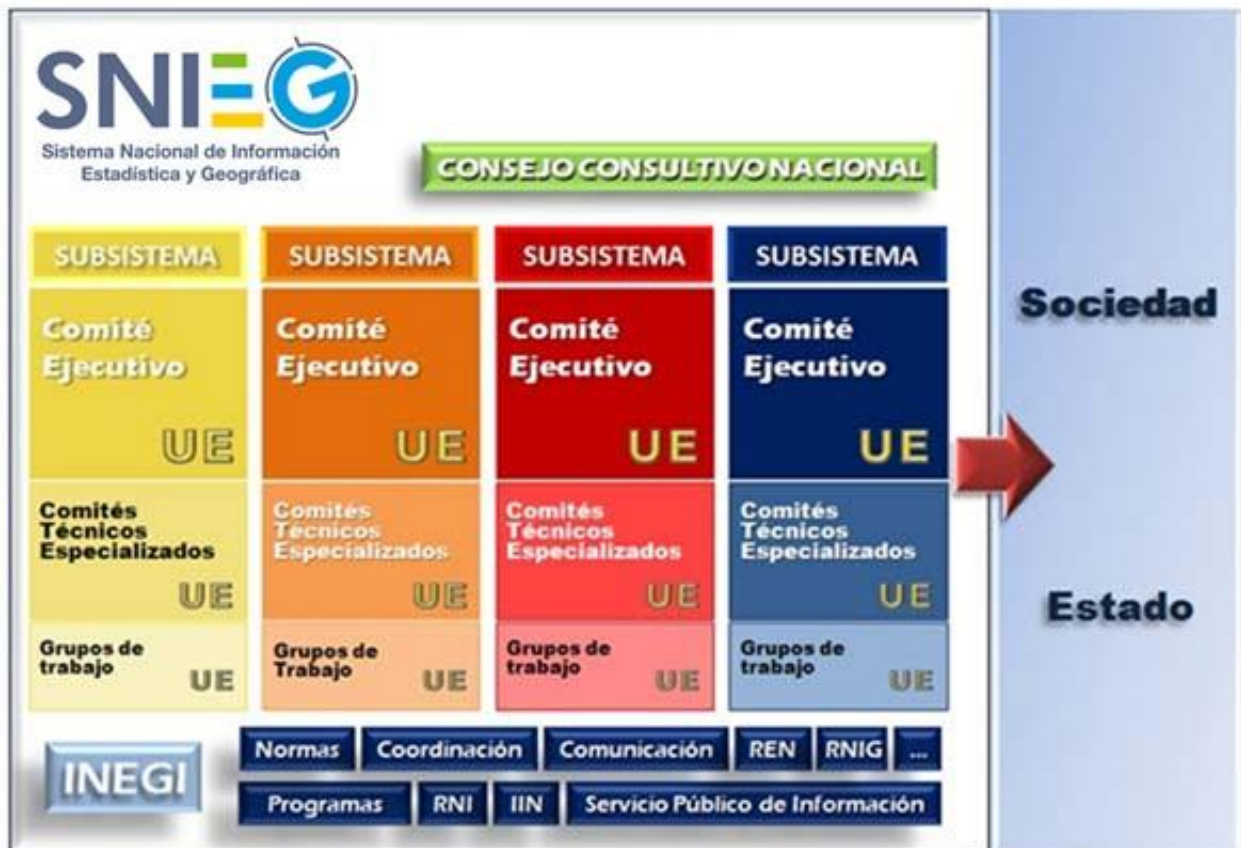 SNIEG
Sistema Nacional de Información
Estadística y Geográfica
CONSEJO CONSULTIVO NACIONAL
SUBSISTEMA
Comité
Ejecutivo
UE
Comités
Técnicos
Especializados
UE
Grupos de
trabajo
UE
SUBSISTEMA
Comité
Ejecutivo
UE
Comités
Técnicos
Especializados
UE
Grupos de
Trabajo
UE
SUBSISTEMA
Comité
Ejecutivo
UE
Comités
Técnicos
Especializados
UE
Grupos de
trabajo
UE
SUBSISTEMA
Comité
Ejecutivo
UE
Comités
Técnicos
Especializados
UE
Grupos de
trabajo
UE
INEGI
Normas
Coordinación
Comunicación
REN
RNIG
...
Programas
RNI
IIN
Servicio Público de Información
Sociedad
Estado